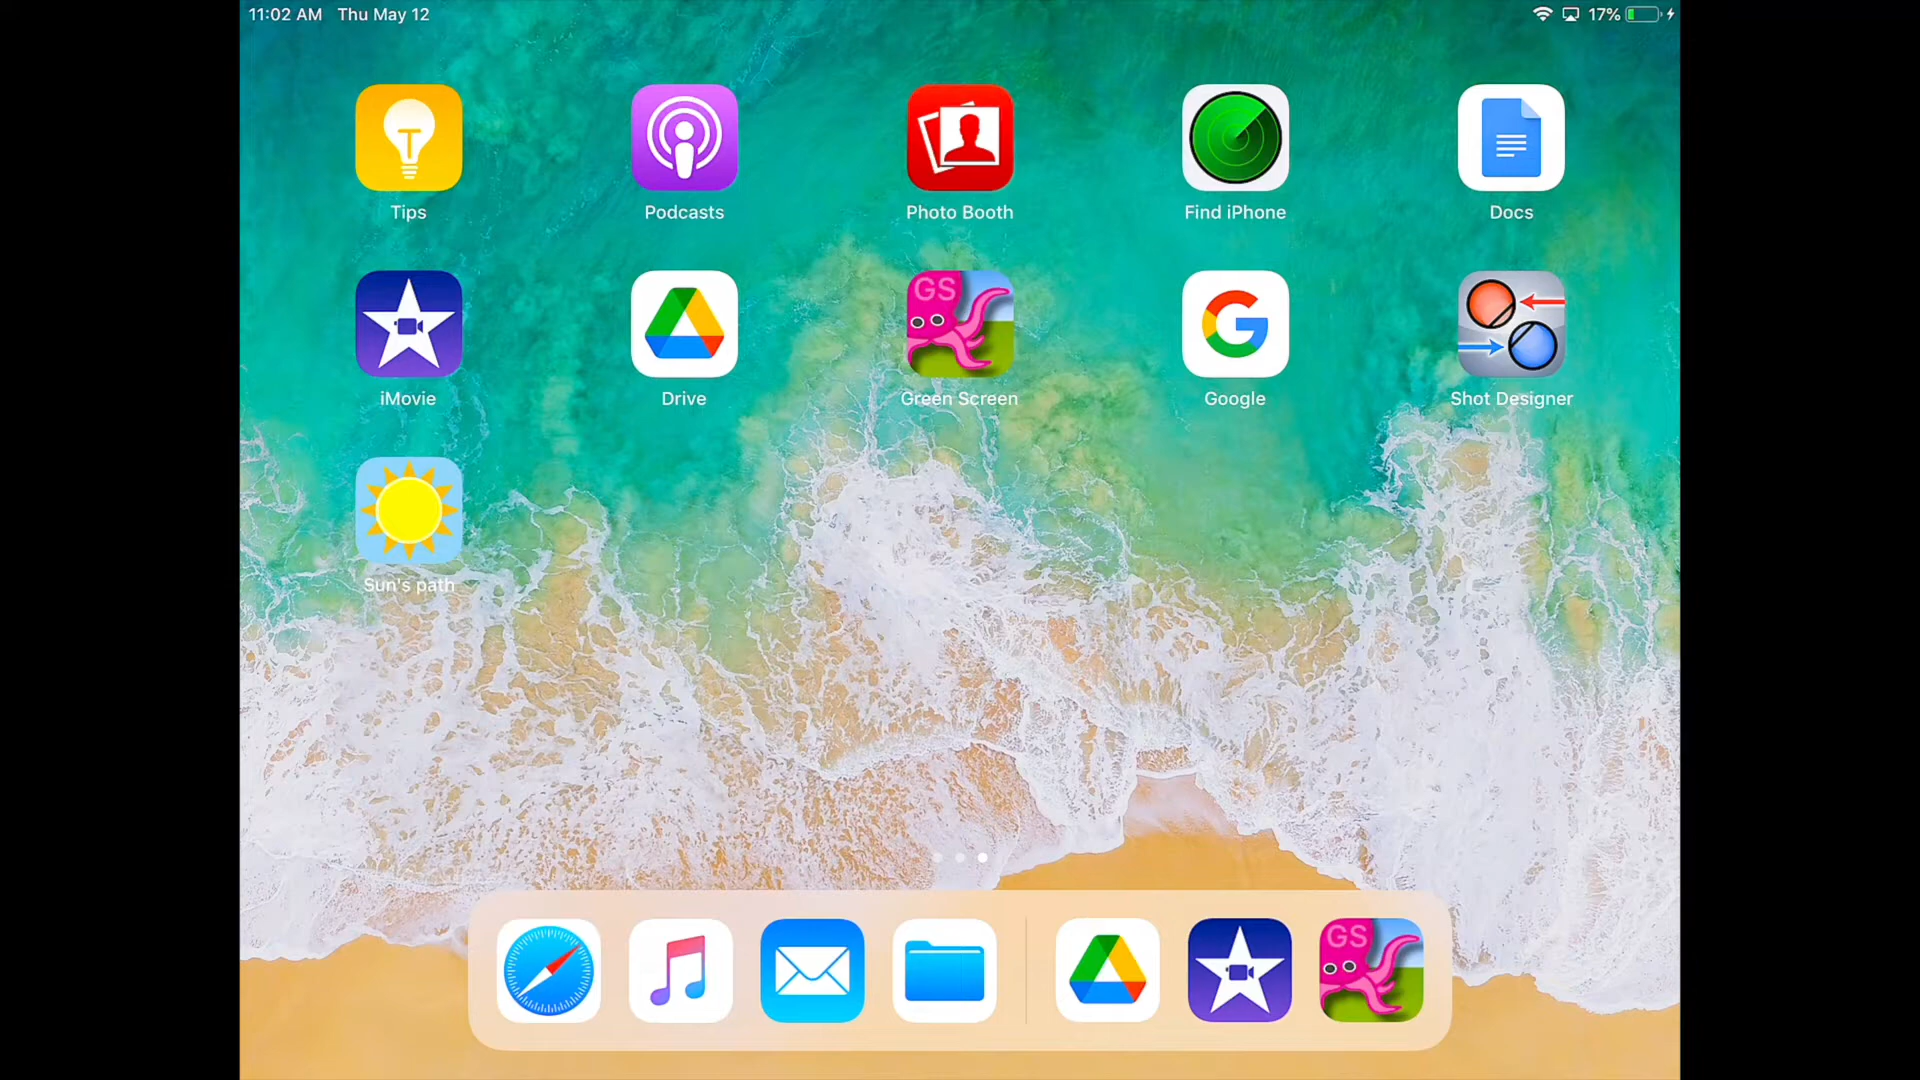 11:02 AM Thu May 12
17%
Tips
Podcasts
Photo Booth
Find iPhone
Docs
GS
iMovie
Drive
Green Screen
Google
Shot Designer
Sun's path
GS